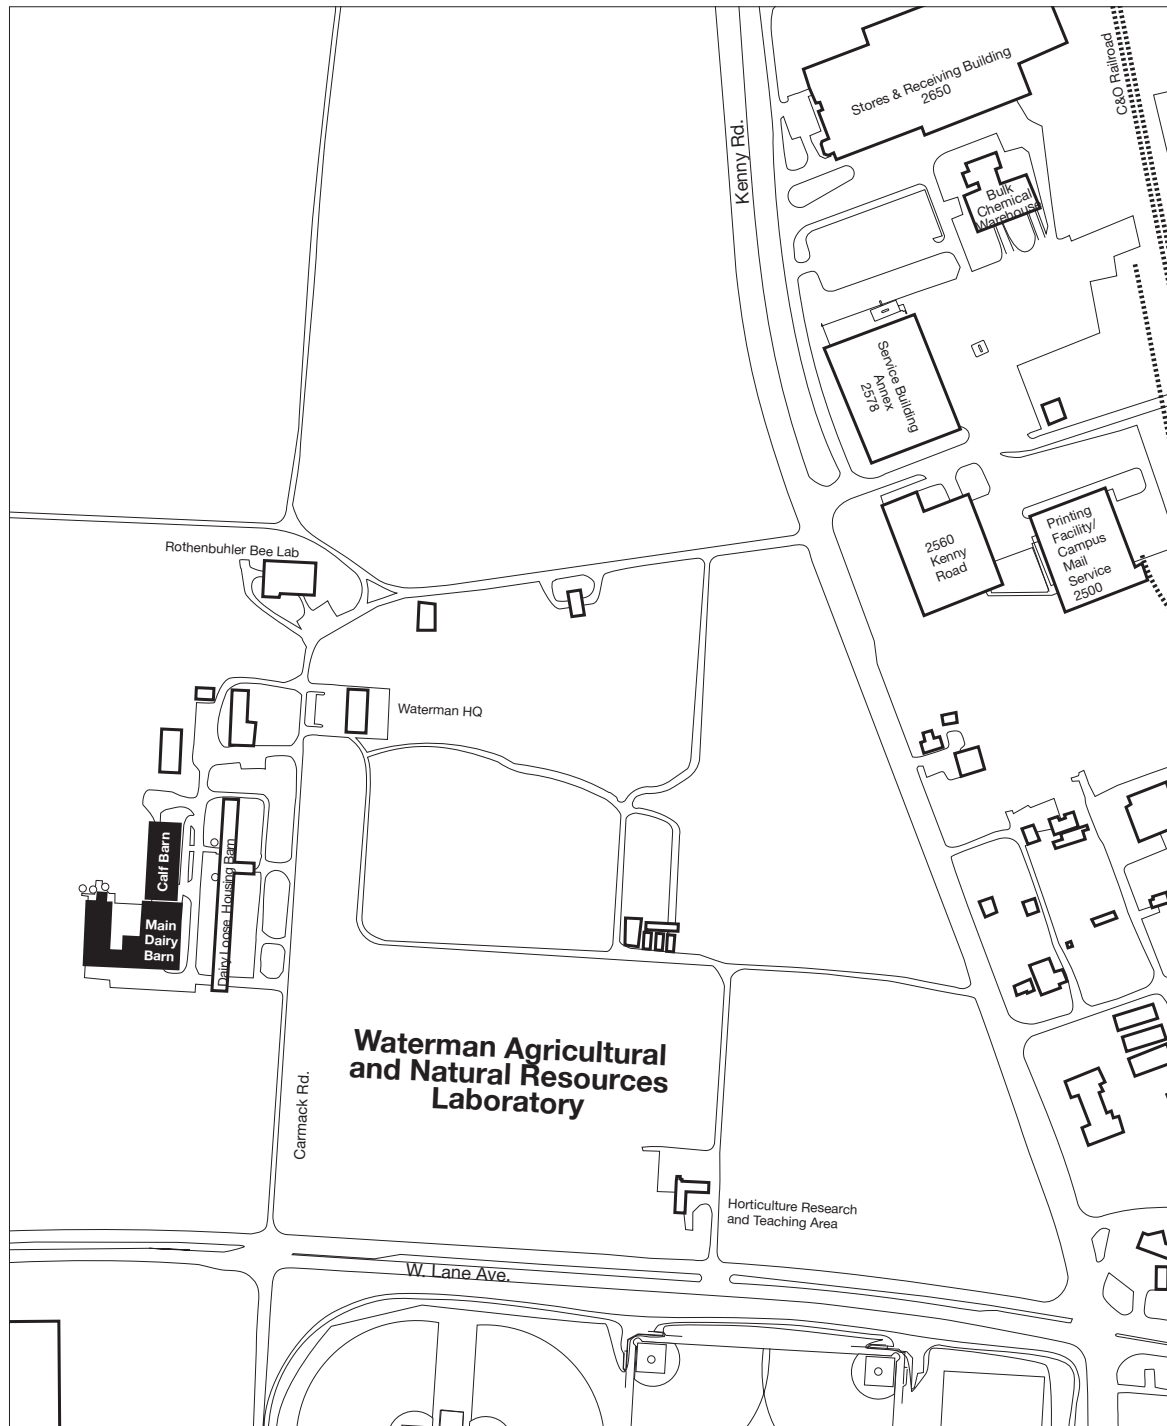 Stores & Receiving Building
2650
C&O Railroad
Kenny Rd.
Bulk
Chemical
Warehouse
Service Building
Annex
2578
2560
Kenny
Road
Printing
Facility/
Campus
Mail
Service
2500
Rothenbuhler Bee Lab
Waterman HQ
Calf Barn
Main
Dairy
Barn
Dairy Loose Housing Barn
Waterman Agricultural
and Natural Resources
Laboratory
Carmack Rd.
Horticulture Research
and Teaching Area
W. Lane Ave.